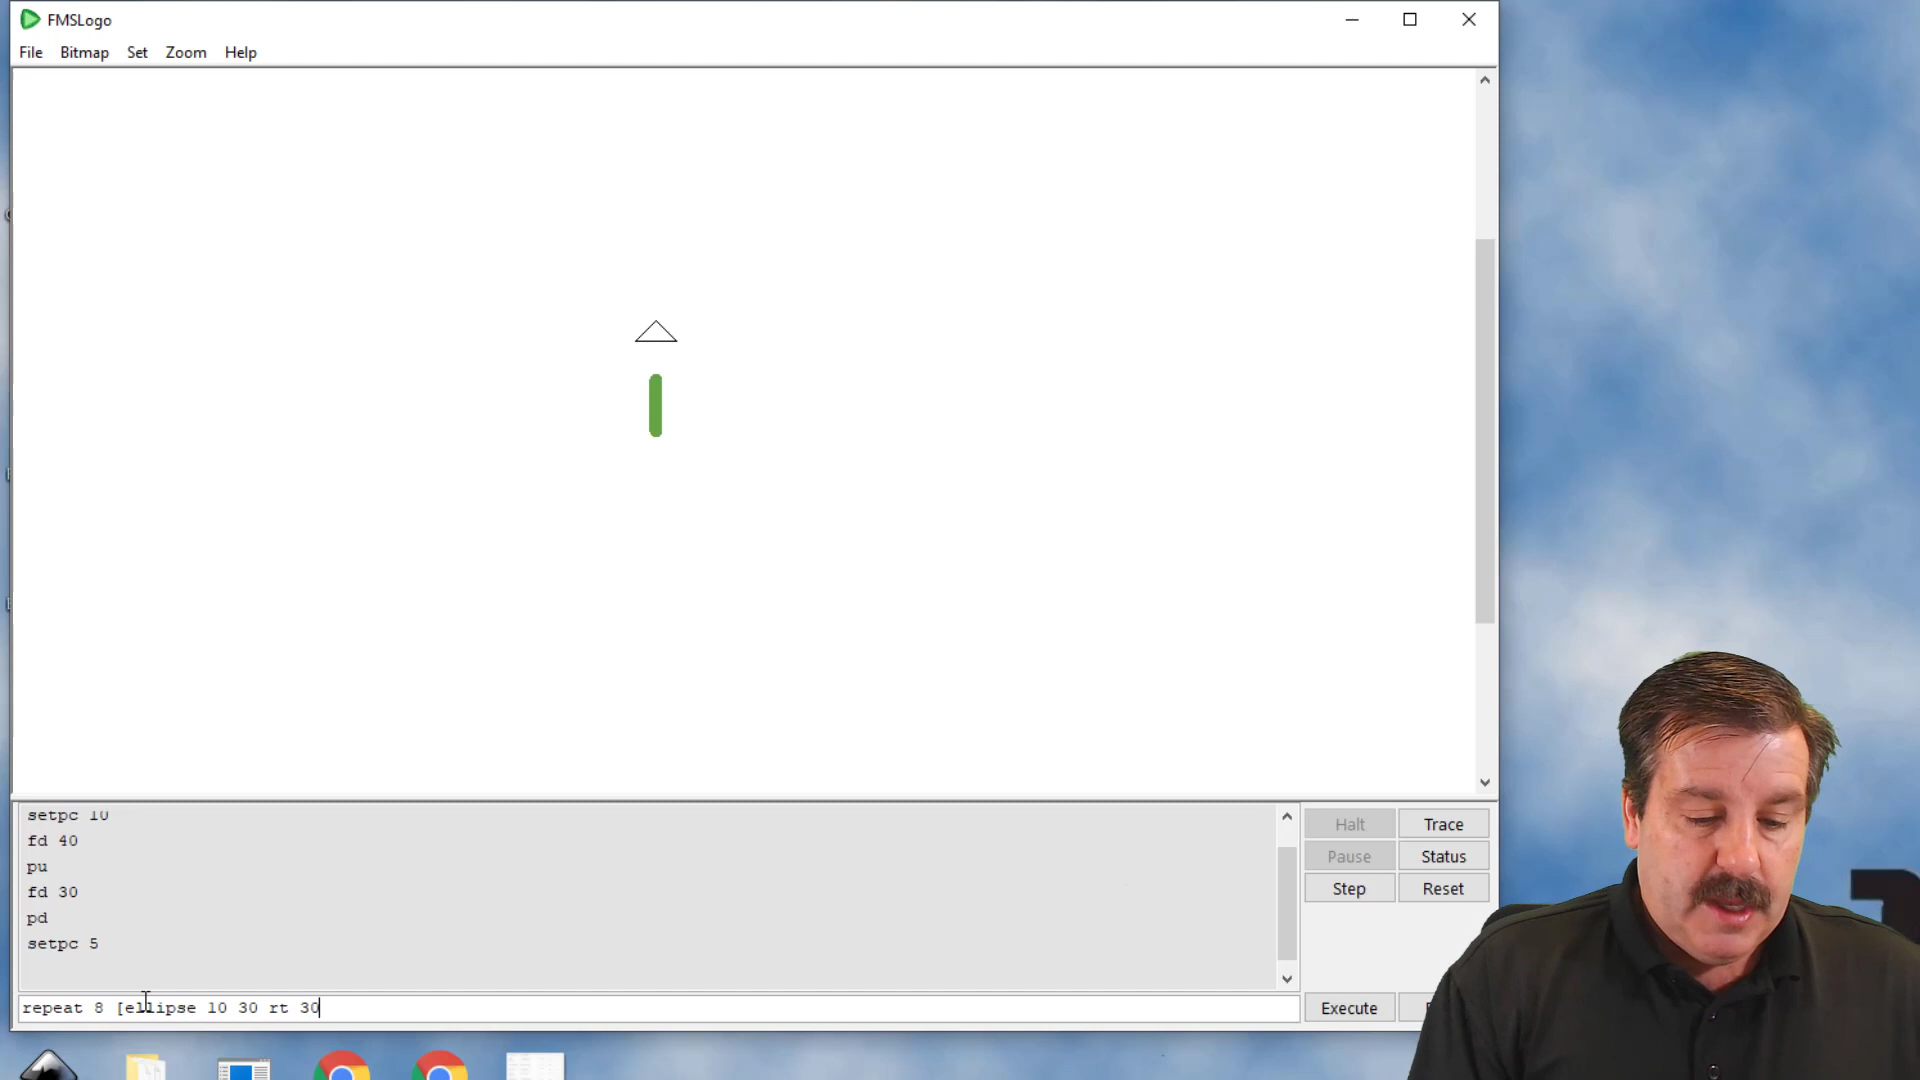 FMSLogo
File Bitmap Set Zoom Help
setpc 10
fd 40
pu
fd 30
pd
setpc 5
Halt Trace
Pause Status
Step Reset
repeat 8 [ellipse 10 30 rt 30
Execute